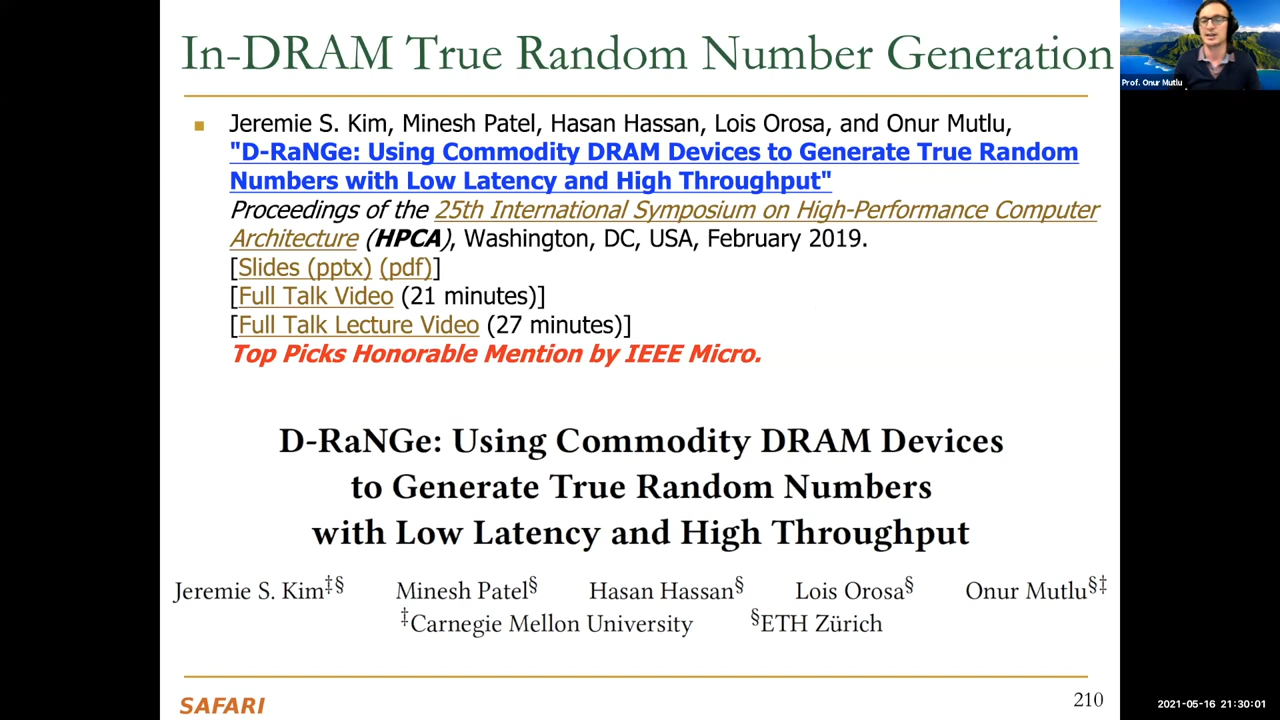 In-DRAM True Random Number Generation
Prof. Onur Mutlu
■ Jeremie S. Kim, Minesh Patel, Hasan Hassan, Lois Orosa, and Onur Mutlu,
"D-RaNGe: Using Commodity DRAM Devices to Generate True Random
Numbers with Low Latency and High Throughput"
Proceedings of the 25th International Symposium on High-Performance Computer
Architecture (HPCA), Washington, DC, USA, February 2019.
[Slides (pptx) (pdf)]
[Full Talk Video (21 minutes)]
[Full Talk Lecture Video (27 minutes)]
Top Picks Honorable Mention by IEEE Micro.
D-RaNGe: Using Commodity DRAM Devices
to Generate True Random Numbers
with Low Latency and High Throughput
Jeremie S. Kim‡§ Minesh Patel§ Hasan Hassan§ Lois Orosa§ Onur Mutlu§‡
‡Carnegie Mellon University §ETH Zürich
SAFARI
210
2021-05-16 21:30:01